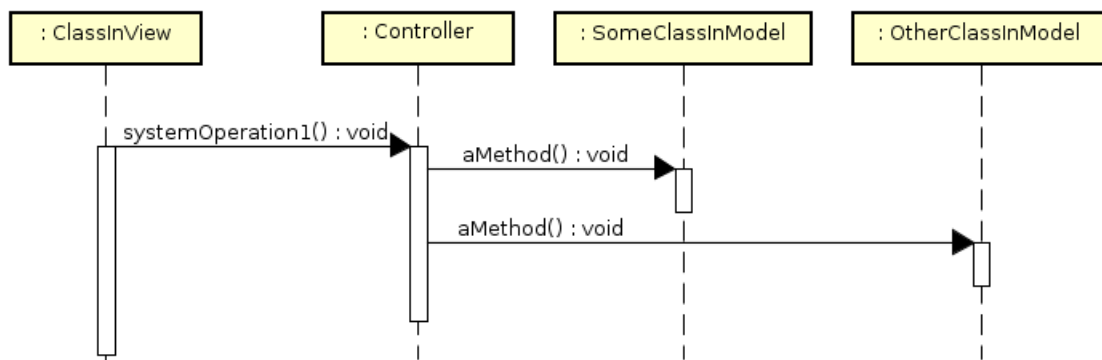 : ClassInView
: Controller
: SomeClassInModel
: OtherClassInModel
systemOperation1() : void
aMethod() : void
aMethod() : void